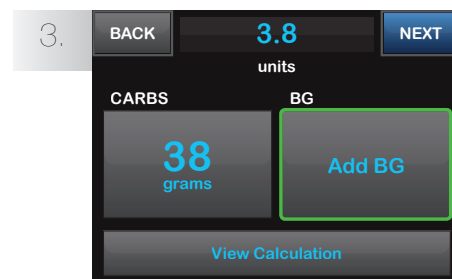 3.
BACK 3.8 NEXT
units
CARBS BG
38
grams
Add BG
View Calculation